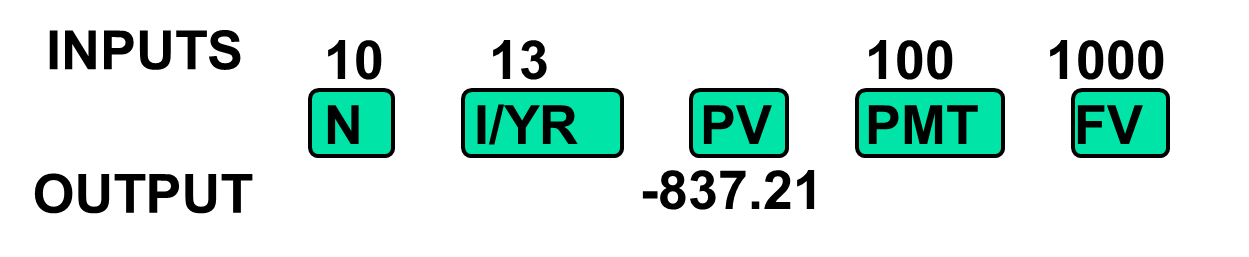 INPUTS 10 13 100 1000
N I/YR PV PMT FV
OUTPUT -837.21